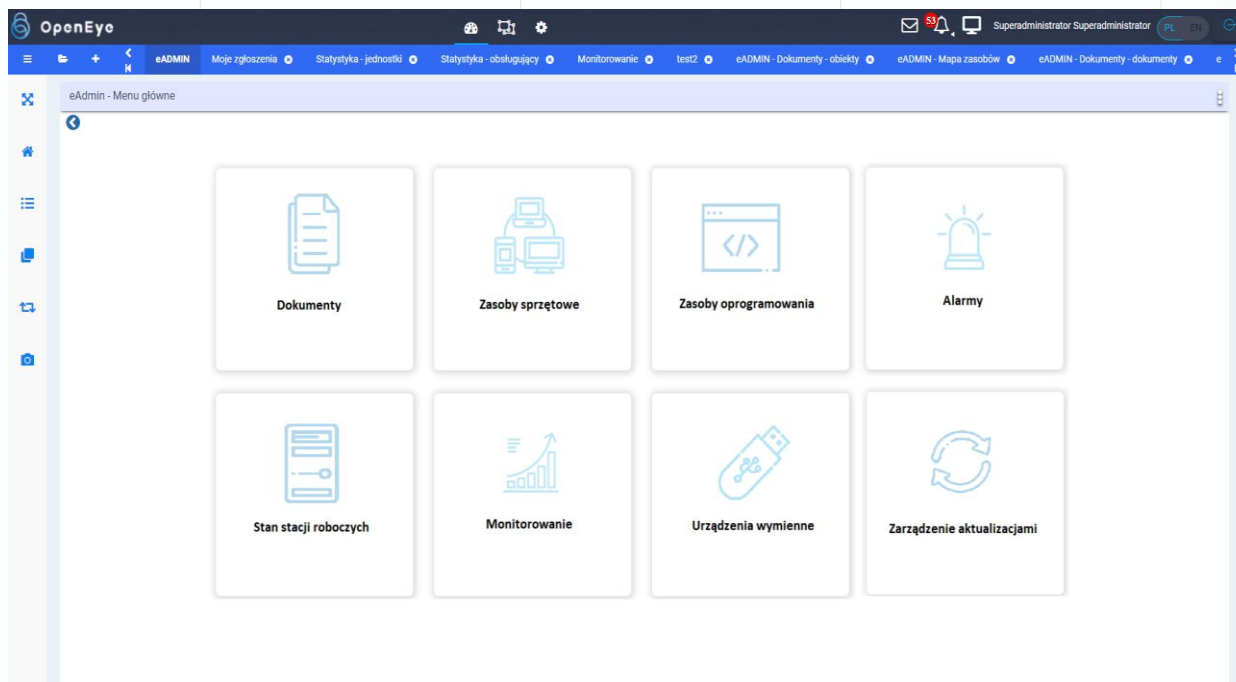 OpenEye
53
Superadministrator Superadministrator
PL EN
eADMIN
Moje zgłoszenia
Statystyka - jednostki
Statystyka - obsługujący
Monitorowanie
test2
eADMIN - Dokumenty - obiekty
eADMIN - Mapa zasobów
eADMIN - Dokumenty - dokumenty
e
eAdmin - Menu główne
Dokumenty
Zasoby sprzętowe
Zasoby oprogramowania
Alarmy
Stan stacji roboczych
Monitorowanie
Urządzenia wymienne
Zarządzenie aktualizacjami